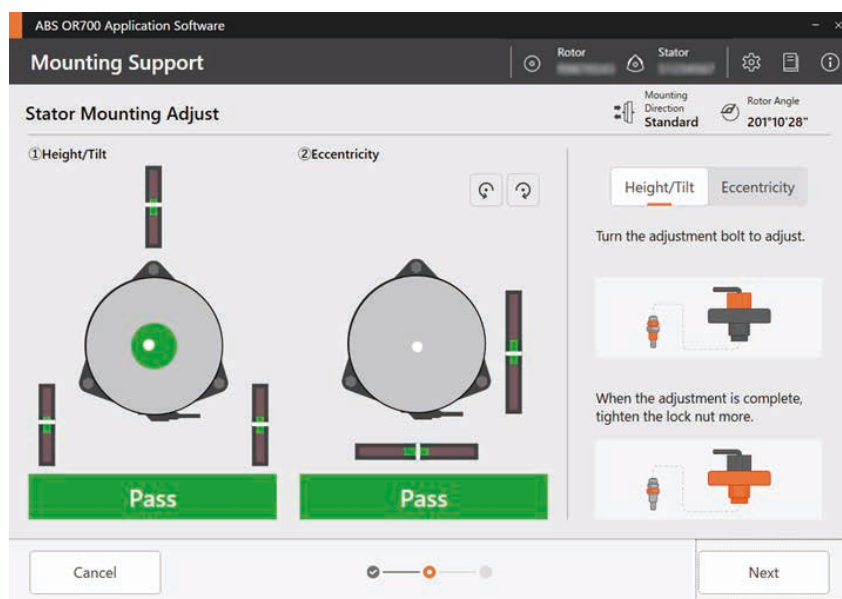 ABS OR700 Application Software
Mounting Support
Rotor
Stator
Stator Mounting Adjust
Mounting
Direction
Standard
Rotor Angle
201°10'28"
①Height/Tilt
②Eccentricity
Height/Tilt
Eccentricity
Turn the adjustment bolt to adjust.
When the adjustment is complete,
tighten the lock nut more.
Pass
Pass
Cancel
Next